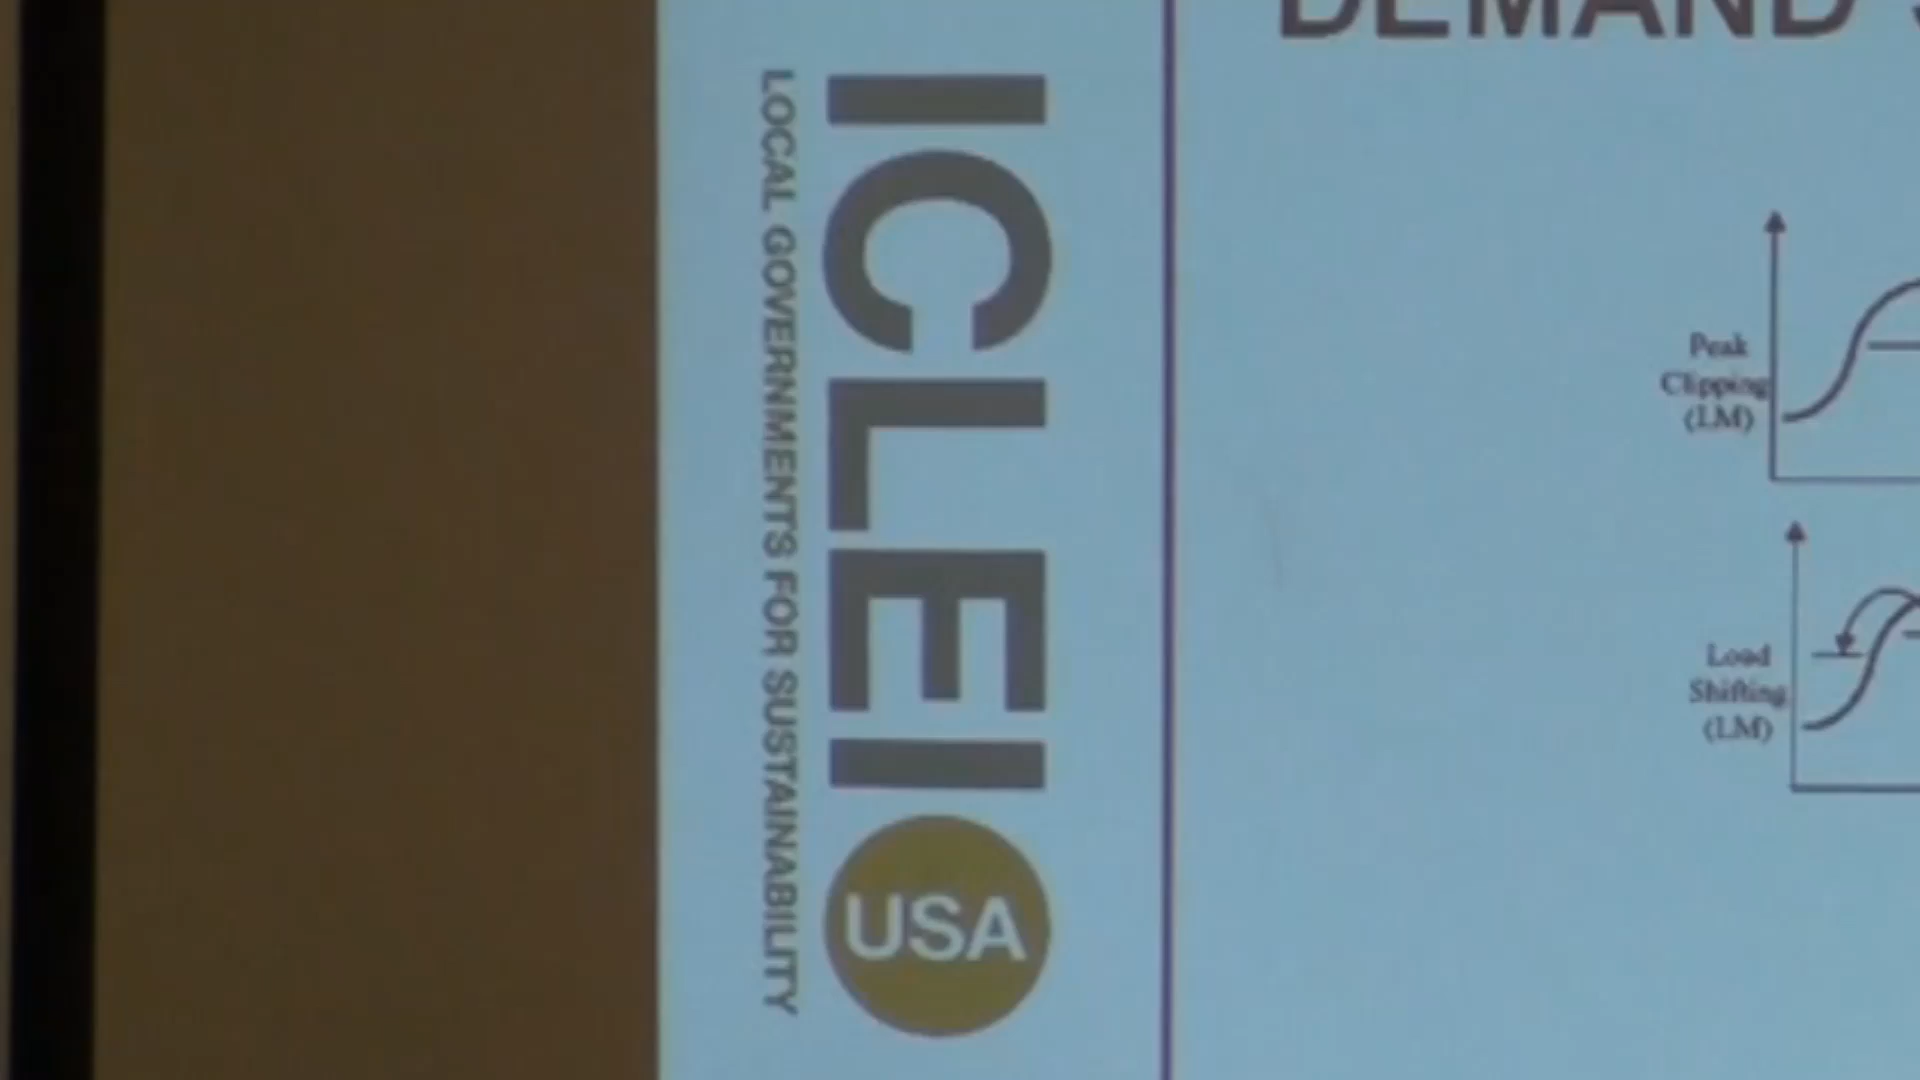 ICLEI
USA
LOCAL GOVERNMENTS FOR SUSTAINABILITY
DEMAND
Peak
Clipping
(LM)
Load
Shifting
(LM)